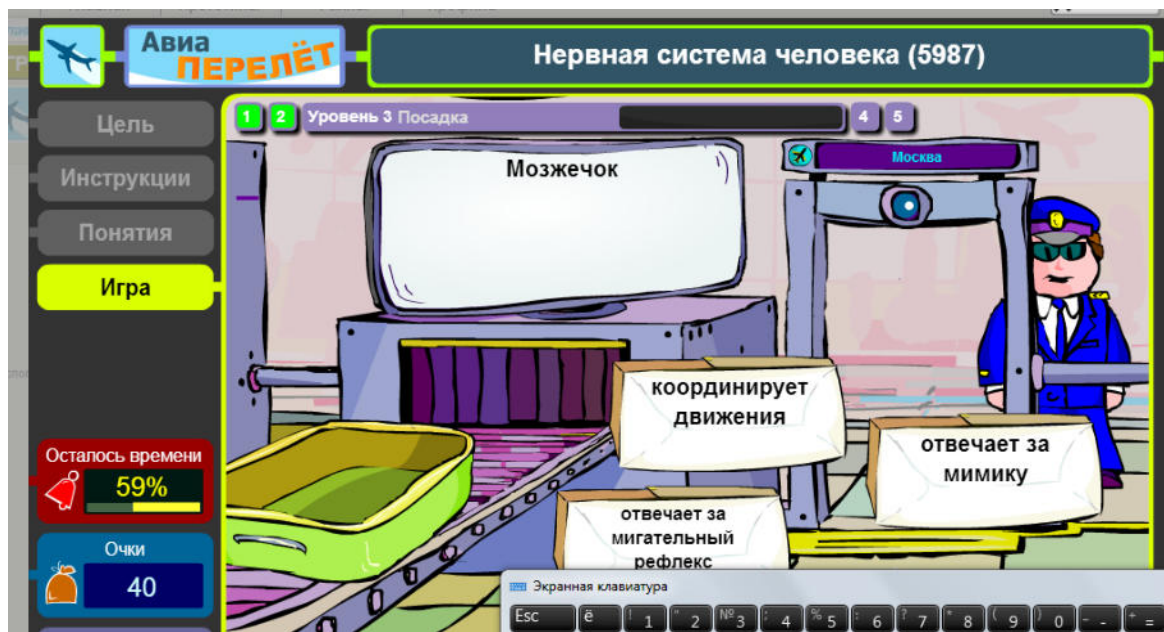 Авиа
ПЕРЕЛЁТ
Нервная система человека (5987)
Цель
Инструкции
Понятия
Игра
1 2 Уровень 3 Посадка 4 5
Мозжечок
Москва
координирует
движения
отвечает за
мимику
отвечает за
мигательный
рефлекс
Осталось времени
59%
Очки
40
Экранная клавиатура
Esc ё ! 1 " 2 № 3 ; 4 % 5 : 6 ? 7 * 8 ( 9 ) 0 _ - + =